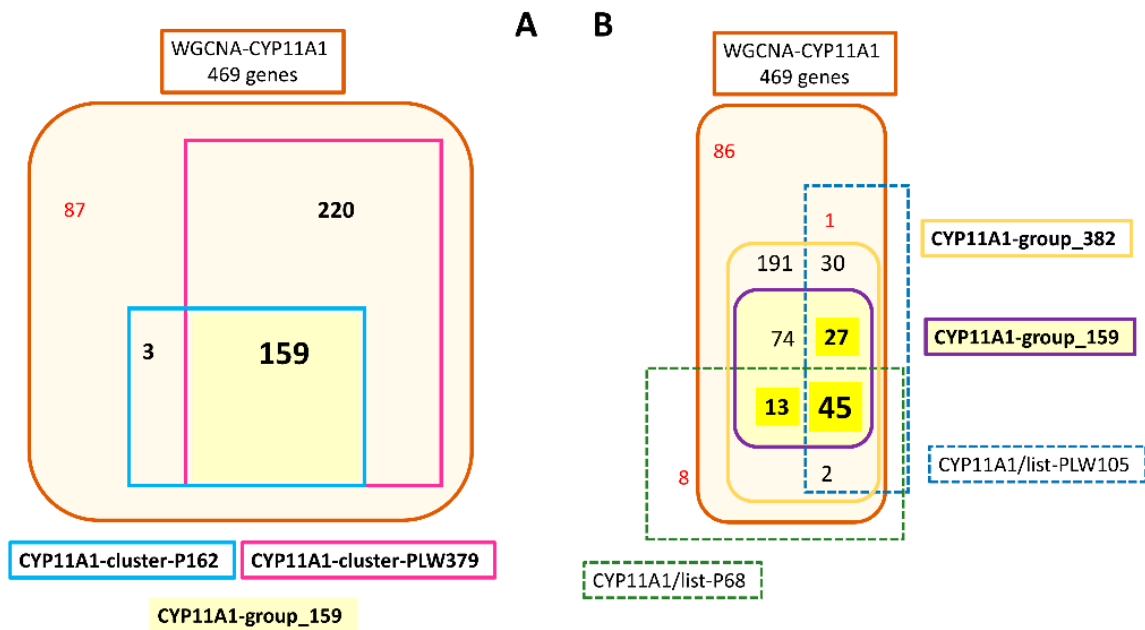 A
WGCNA-CYP11A1
469 genes
87
220
3
159
CYP11A1-cluster-P162
CYP11A1-cluster-PLW379
CYP11A1-group_159
B
WGCNA-CYP11A1
469 genes
86
1
191 30
74 27
13 45
8
2
CYP11A1-group_382
CYP11A1-group_159
CYP11A1/list-PLW105
CYP11A1/list-P68